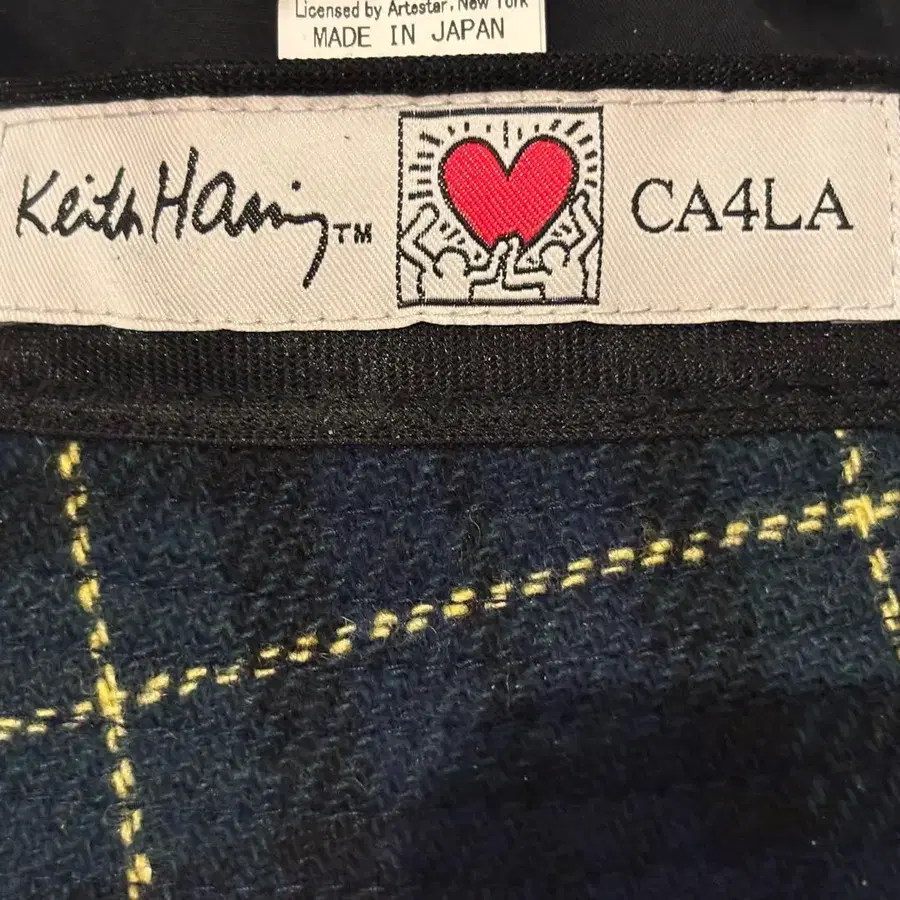 Licensed by Artestar, New York
MADE IN JAPAN
Keith Haring™ CA4LA